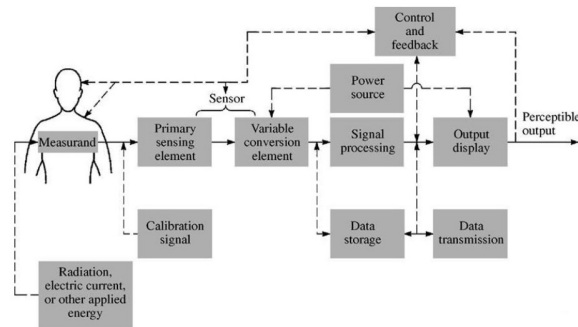 Control
and
feedback
Power
source
Sensor
Perceptible
output
Measurand
Primary
sensing
element
Variable
conversion
element
Signal
processing
Output
display
Calibration
signal
Data
storage
Data
transmission
Radiation,
electric current,
or other applied
energy